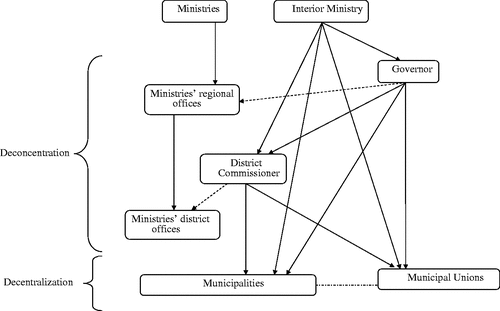 Ministries
Interior Ministry
Governor
Ministries' regional
offices
Deconcentration
District
Commissioner
Ministries' district
offices
Decentralization
Municipalities
Municipal Unions